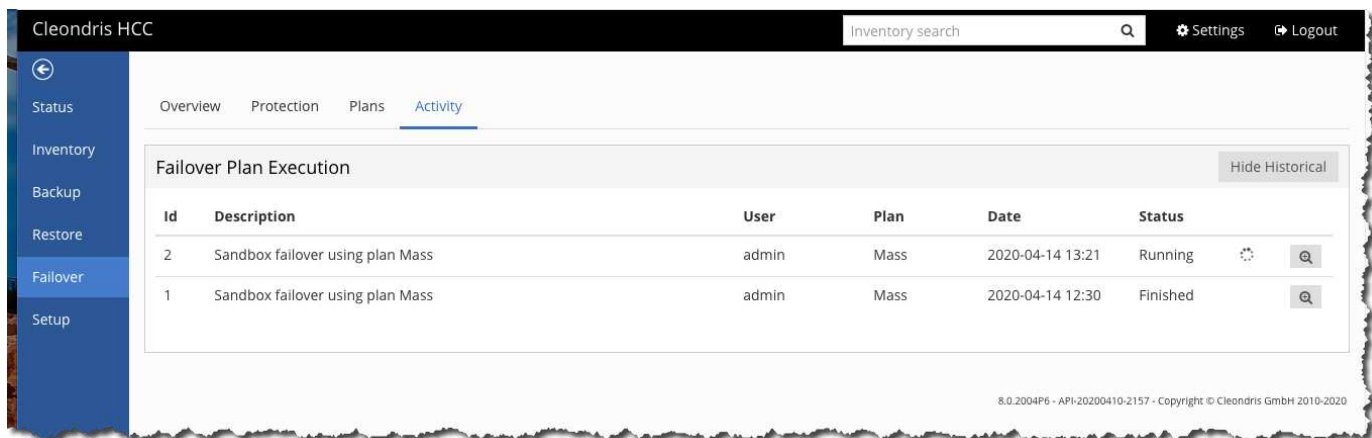 Cleondris HCC
Inventory search
Settings
Logout
Status
Inventory
Backup
Restore
Failover
Setup
Overview Protection Plans Activity
Failover Plan Execution
Hide Historical
Id Description User Plan Date Status
2 Sandbox failover using plan Mass admin Mass 2020-04-14 13:21 Running
1 Sandbox failover using plan Mass admin Mass 2020-04-14 12:30 Finished
8.0.2004P6 - API-20200410-2157 - Copyright © Cleondris GmbH 2010-2020